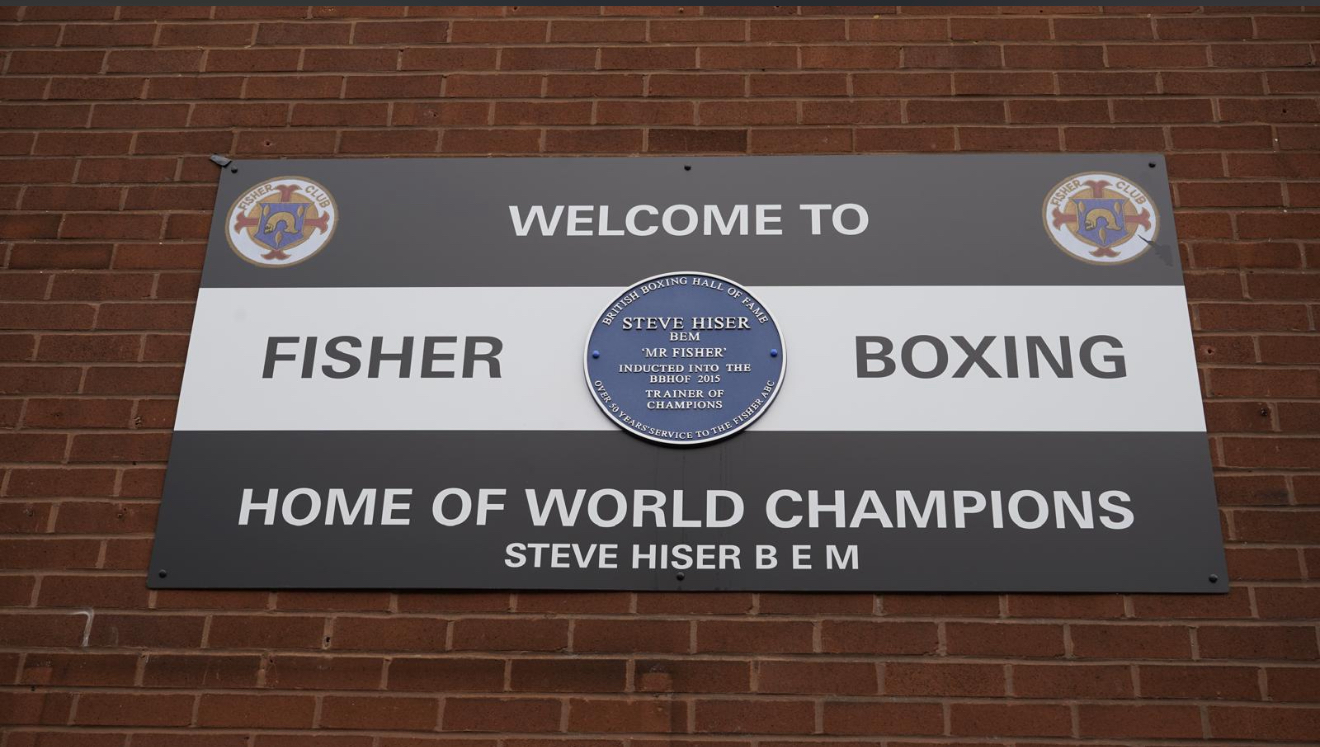 FISHER CLUB
WELCOME TO
FISHER CLUB
FISHER
BRITISH BOXING HALL OF FAME
STEVE HISER
BEM
'MR FISHER'
INDUCTED INTO THE
BBHOF 2015
TRAINER OF
CHAMPIONS
OVER 50 YEARS' SERVICE TO THE FISHER ABC
BOXING
HOME OF WORLD CHAMPIONS
STEVE HISER B E M